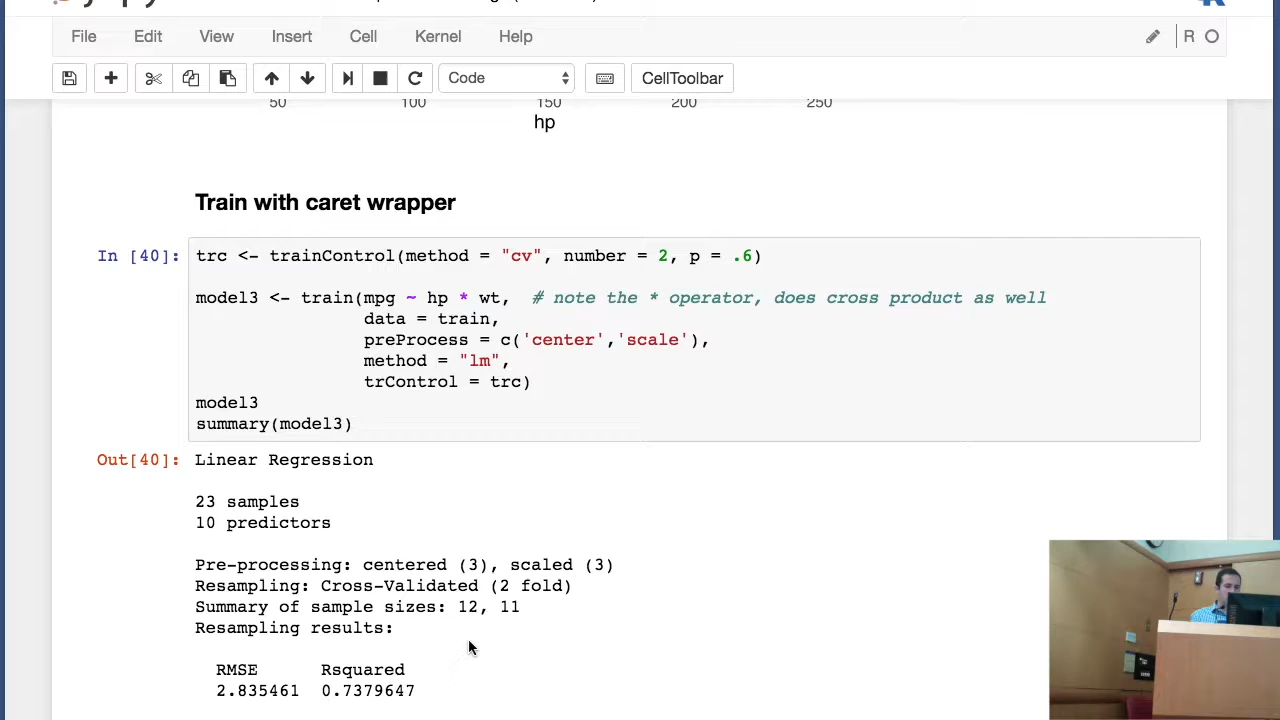 File Edit View Insert Cell Kernel Help R
Code CellToolbar
50 100 150 200 250
hp
Train with caret wrapper
In [40]: trc <- trainControl(method = "cv", number = 2, p = .6)
model3 <- train(mpg ~ hp * wt, # note the * operator, does cross product as well
data = train,
preProcess = c('center','scale'),
method = "lm",
trControl = trc)
model3
summary(model3)
Out[40]: Linear Regression
23 samples
10 predictors
Pre-processing: centered (3), scaled (3)
Resampling: Cross-Validated (2 fold)
Summary of sample sizes: 12, 11
Resampling results:
RMSE Rsquared
2.835461 0.7379647